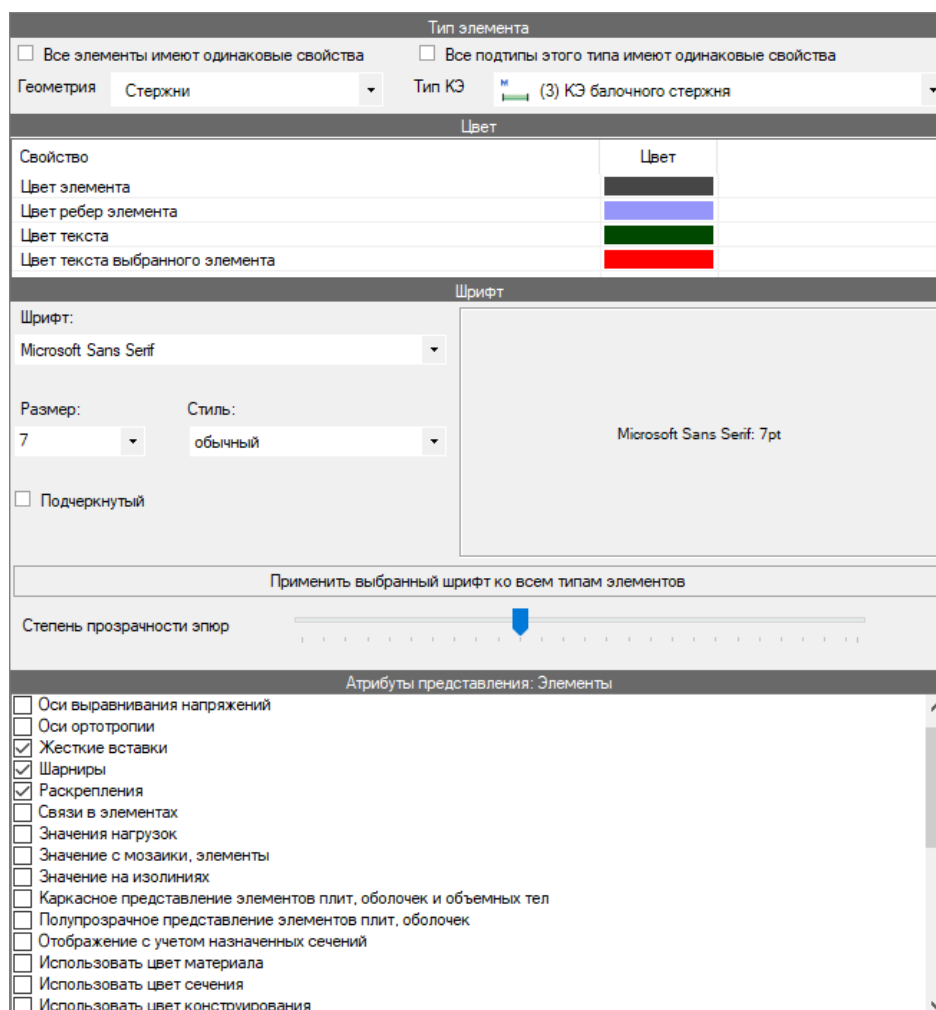 Тип элемента
Все элементы имеют одинаковые свойства Все подтипы этого типа имеют одинаковые свойства
Геометрия Стержни Тип КЭ М (3) КЭ балочного стержня
Цвет
Свойство Цвет
Цвет элемента
Цвет ребер элемента
Цвет текста
Цвет текста выбранного элемента
Шрифт
Шрифт:
Microsoft Sans Serif
Размер: Стиль:
7 обычный
Microsoft Sans Serif: 7pt
Подчеркнутый
Применить выбранный шрифт ко всем типам элементов
Степень прозрачности эпюр
Атрибуты представления: Элементы
Оси выравнивания напряжений
Оси ортотропии
Жесткие вставки
Шарниры
Раскрепления
Связи в элементах
Значения нагрузок
Значение с мозаики, элементы
Значение на изолиниях
Каркасное представление элементов плит, оболочек и объемных тел
Полупрозрачное представление элементов плит, оболочек
Отображение с учетом назначенных сечений
Использовать цвет материала
Использовать цвет сечения
Использовать цвет конструирования